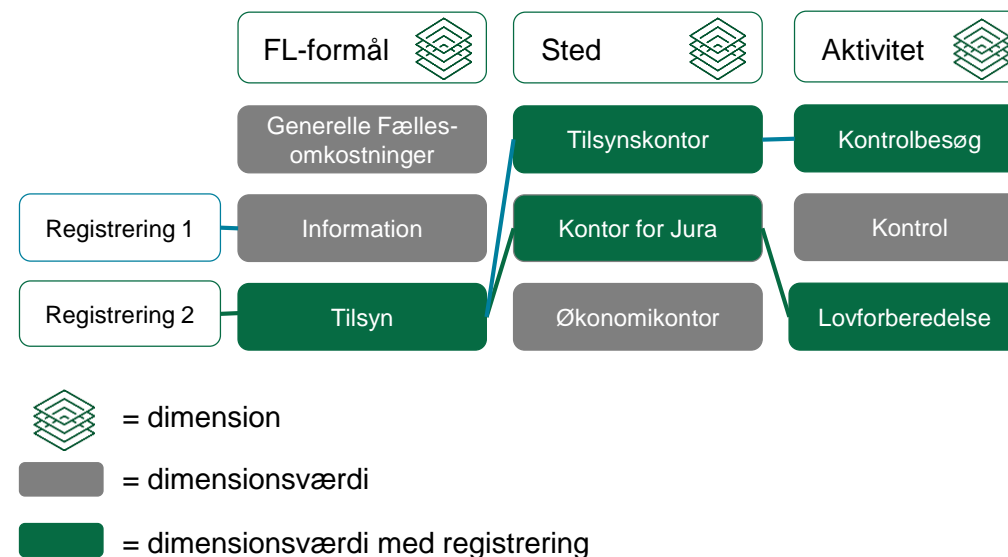 FL-formål
Sted
Aktivitet
Generelle Fælles-
omkostninger
Tilsynskontor
Kontrolbesøg
Registrering 1
Information
Kontor for Jura
Kontrol
Registrering 2
Tilsyn
Økonomikontor
Lovforberedelse
= dimension
= dimensionsværdi
= dimensionsværdi med registrering